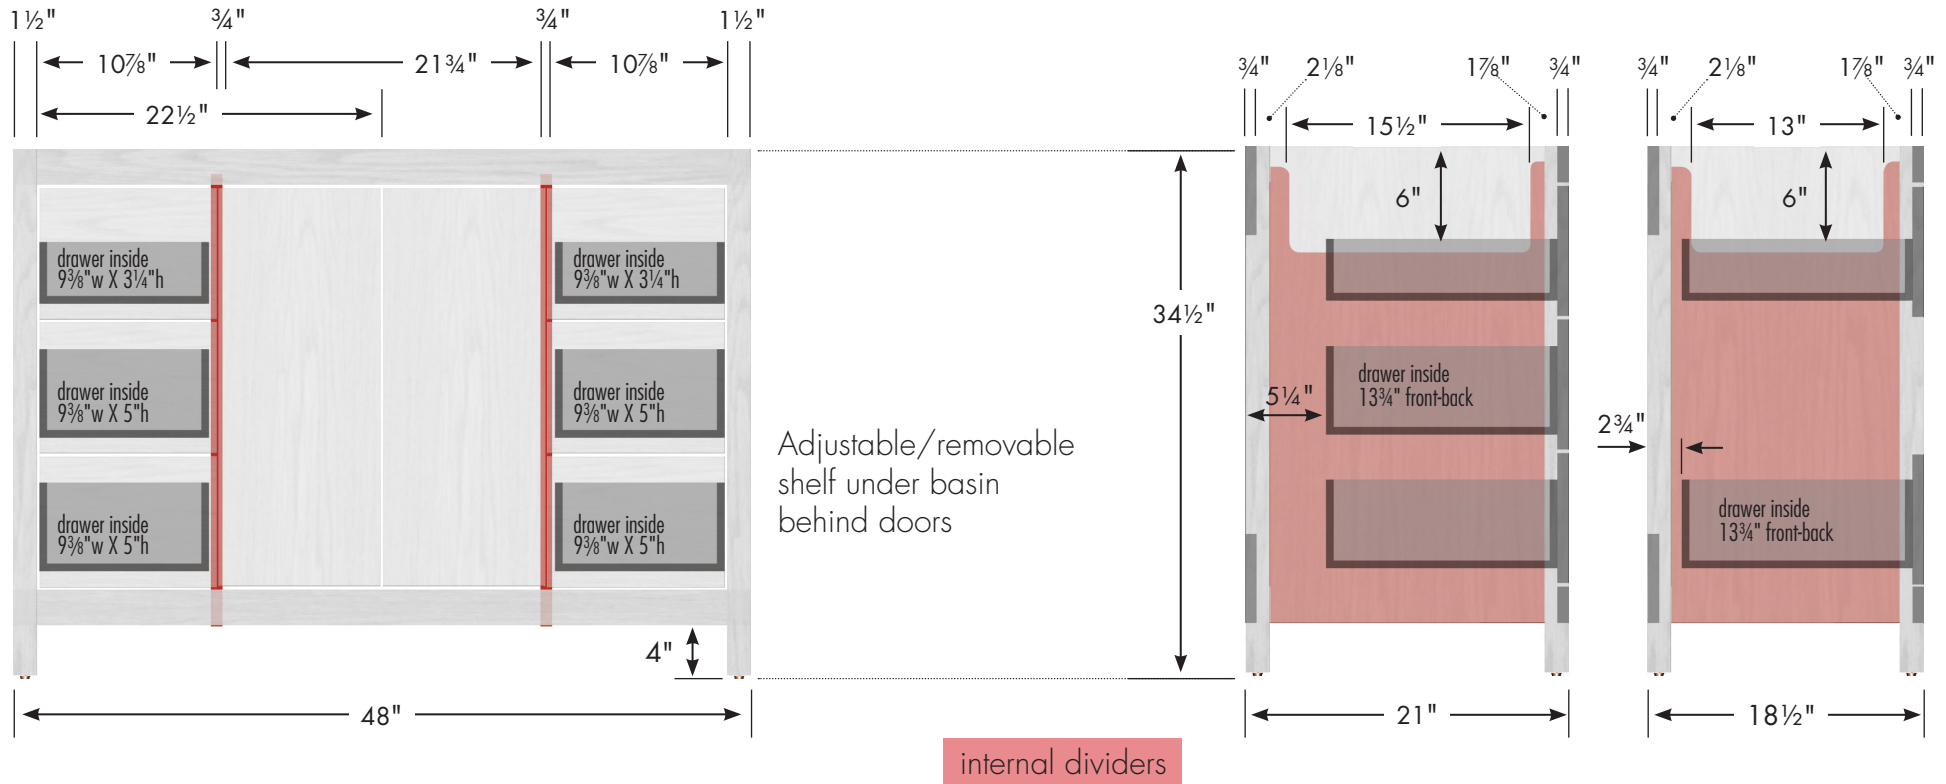 1½" ¾" ¾" 1½"
10⅞" 21¾" 10⅞"
22½"
drawer inside
9⅜"w X 3¼"h
drawer inside
9⅜"w X 3¼"h
drawer inside
9⅜"w X 5"h
drawer inside
9⅜"w X 5"h
drawer inside
9⅜"w X 5"h
drawer inside
9⅜"w X 5"h
4"
48"
Adjustable/removable
shelf under basin
behind doors
34½"
¾" 2⅛" 1⅞" ¾"
15½"
6"
5¼"
drawer inside
13¾" front-back
21"
¾" 2⅛" 1⅞" ¾"
13"
6"
2¾"
drawer inside
13¾" front-back
18½"
internal dividers